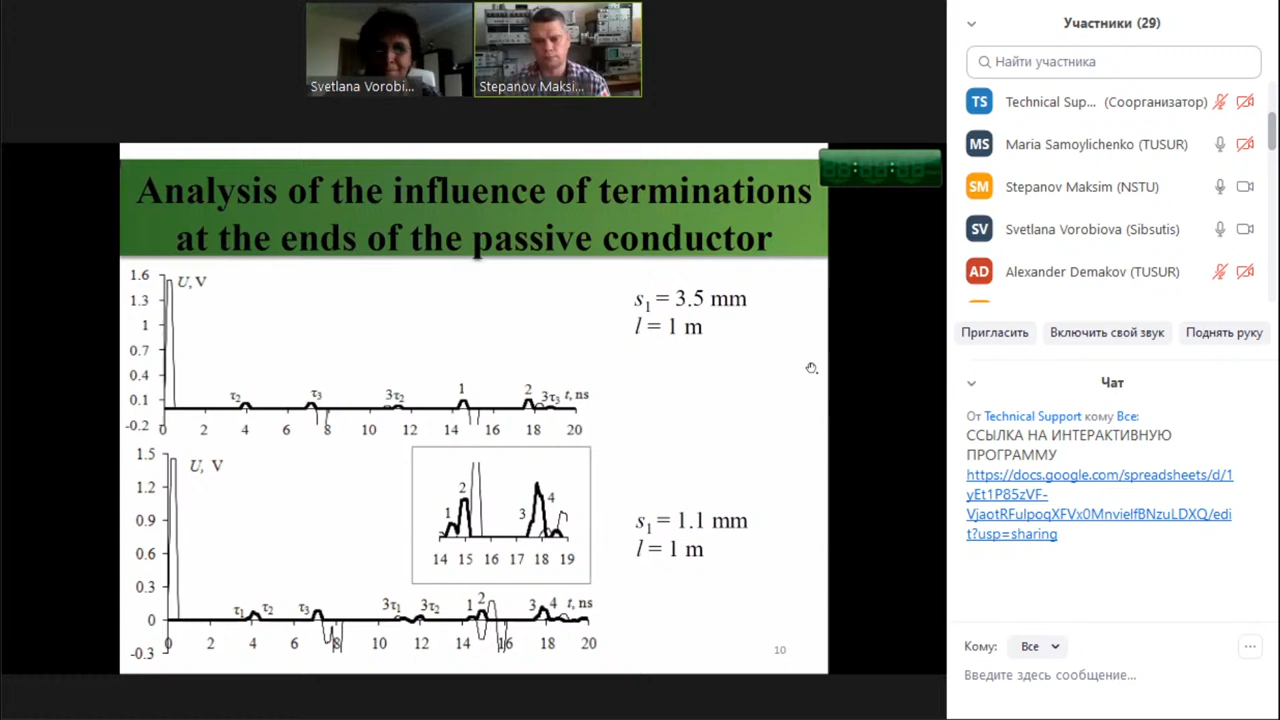 Svetlana Vorobi...
Stepanov Maksi...
Analysis of the influence of terminations
at the ends of the passive conductor
1.6
1.3
1
0.7
0.4
0.1
-0.2
U, V
τ2
τ3
3τ2
1
2
3τ3
t, ns
0 2 4 6 8 10 12 14 16 18 20
s1 = 3.5 mm
l = 1 m
1.5
1.2
0.9
0.6
0.3
0
-0.3
U, V
1
2
3
4
14 15 16 17 18 19
τ1 τ2
τ3
3τ1 3τ2
1 2
3 4 t, ns
0 2 4 6 8 10 12 14 16 18 20
s1 = 1.1 mm
l = 1 m
10
Участники (29)
Найти участника
TS Technical Sup... (Соорганизатор)
MS Maria Samoylichenko (TUSUR)
SM Stepanov Maksim (NSTU)
SV Svetlana Vorobiova (Sibsutis)
AD Alexander Demakov (TUSUR)
Пригласить Включить свой звук Поднять руку
Чат
От Technical Support кому Все:
ССЫЛКА НА ИНТЕРАКТИВНУЮ
ПРОГРАММУ
https://docs.google.com/spreadsheets/d/1
yEt1P85zVF-
VjaotRFuIpoqXFVx0MnvieIfBNzuLDXQ/edi
t?usp=sharing
Кому: Все
Введите здесь сообщение...